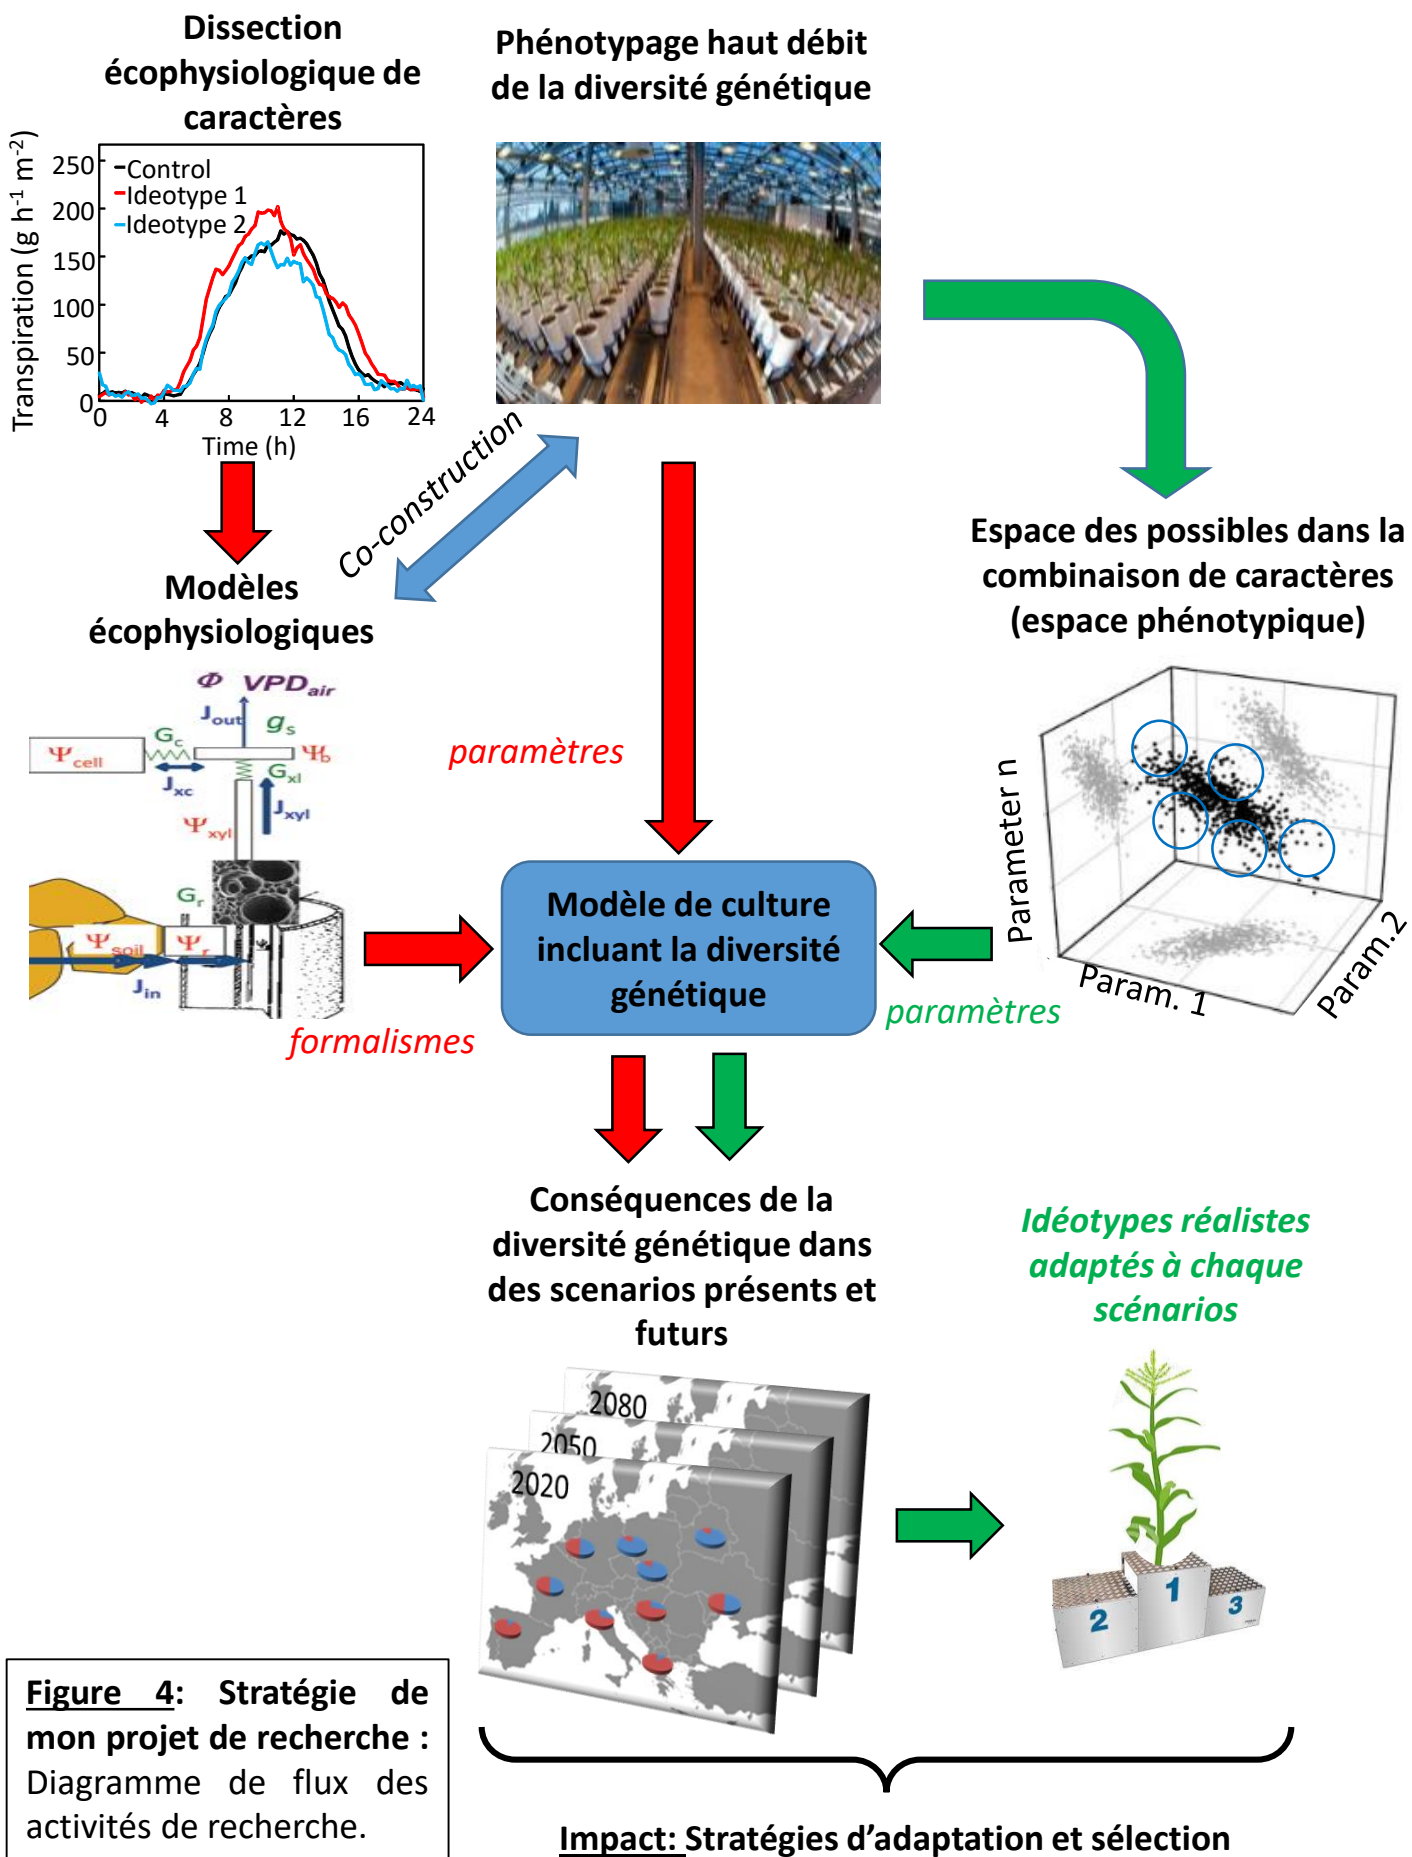 Dissection
écophysiologique de
caractères
Phénotypage haut débit
de la diversité génétique
Transpiration (g h-1 m-2)
250
200
150
100
50
0
Control
Ideotype 1
Ideotype 2
0 4 8 12 16 24
Time (h)
Co-construction
Modèles
écophysiologiques
Espace des possibles dans la
combinaison de caractères
(espace phénotypique)
Φ VPDair
Jout
gs
Gc
Ψcell
Ψb
Jxc
Gxl
Jxyl
Ψxyl
Gr
Ψsoil
Ψr
Jin
paramètres
formalismes
Modèle de culture
incluant la diversité
génétique
paramètres
Parameter n
Param. 1
Param.2
Conséquences de la
diversité génétique dans
des scenarios présents et
futurs
Idéotypes réalistes
adaptés à chaque
scénarios
2080
2050
2020
1
2
3
Figure 4: Stratégie de
mon projet de recherche :
Diagramme de flux des
activités de recherche.
Impact: Stratégies d’adaptation et sélection